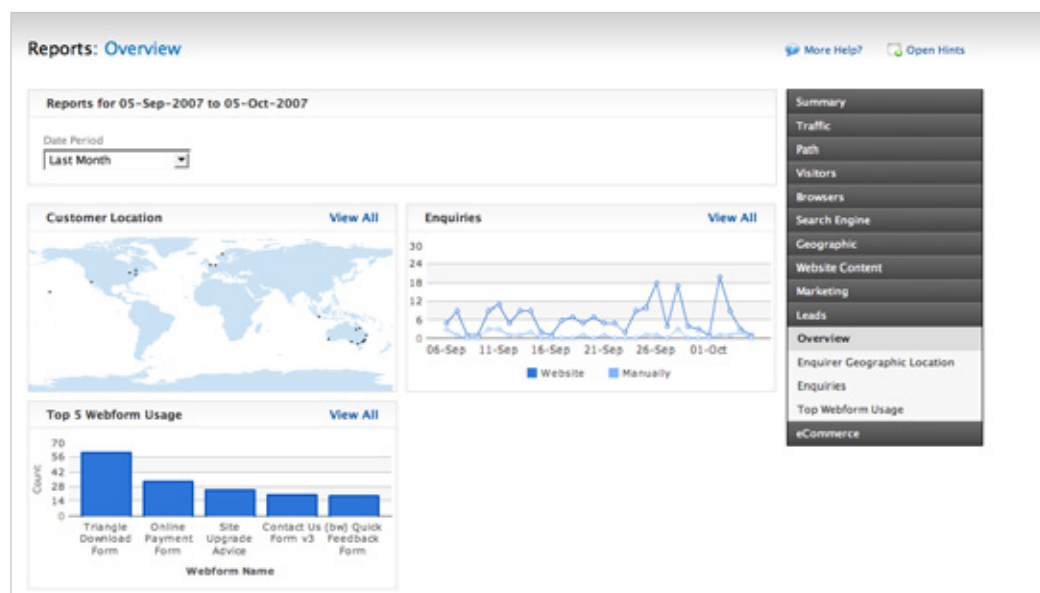 Reports: Overview
More Help?
Open Hints
Reports for 05-Sep-2007 to 05-Oct-2007
Date Period
Last Month
Customer Location
View All
Enquiries
View All
30
24
18
12
6
0
06-Sep 11-Sep 16-Sep 21-Sep 26-Sep 01-Oct
Website Manually
Top 5 Webform Usage
View All
Count
70
56
42
28
14
0
Triangle
Download
Form
Online
Payment
Form
Site
Upgrade
Advice
Contact Us
Form v3
(bw) Quick
Feedback
Form
Webform Name
Summary
Traffic
Path
Visitors
Browsers
Search Engine
Geographic
Website Content
Marketing
Leads
Overview
Enquirer Geographic Location
Enquiries
Top Webform Usage
eCommerce